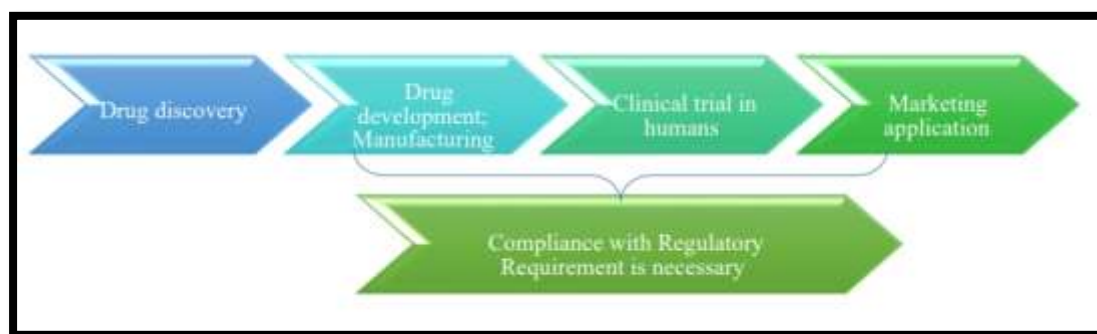 Drug discovery
Drug
development;
Manufacturing
Clinical trial in
humans
Marketing
application
Compliance with Regulatory
Requirement is necessary